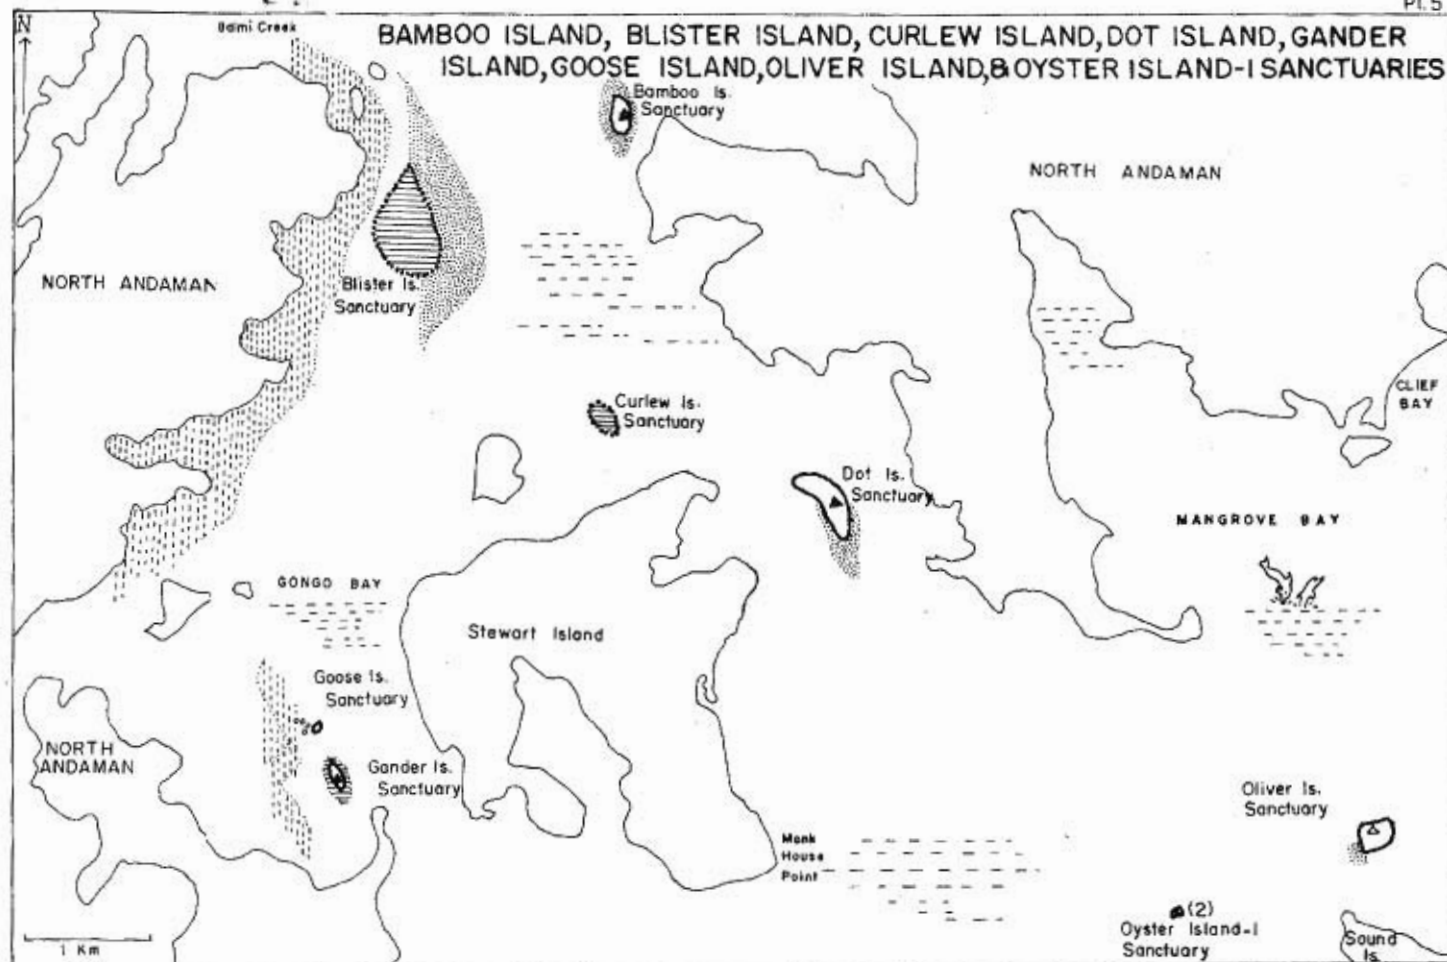 Pl. 5
N
Balmi Creek
BAMBOO ISLAND, BLISTER ISLAND, CURLEW ISLAND, DOT ISLAND, GANDER
ISLAND, GOOSE ISLAND, OLIVER ISLAND, & OYSTER ISLAND-I SANCTUARIES
Bamboo Is.
Sanctuary
NORTH ANDAMAN
NORTH ANDAMAN
Blister Is.
Sanctuary
Curlew Is.
Sanctuary
CLIEF
BAY
Dot Is.
Sanctuary
MANGROVE BAY
GONGO BAY
Stewart Island
Goose Is.
Sanctuary
NORTH
ANDAMAN
Gander Is.
Sanctuary
Oliver Is.
Sanctuary
Monk
House
Point
(2)
Oyster Island-I
Sanctuary
Sound
Is.
1 Km